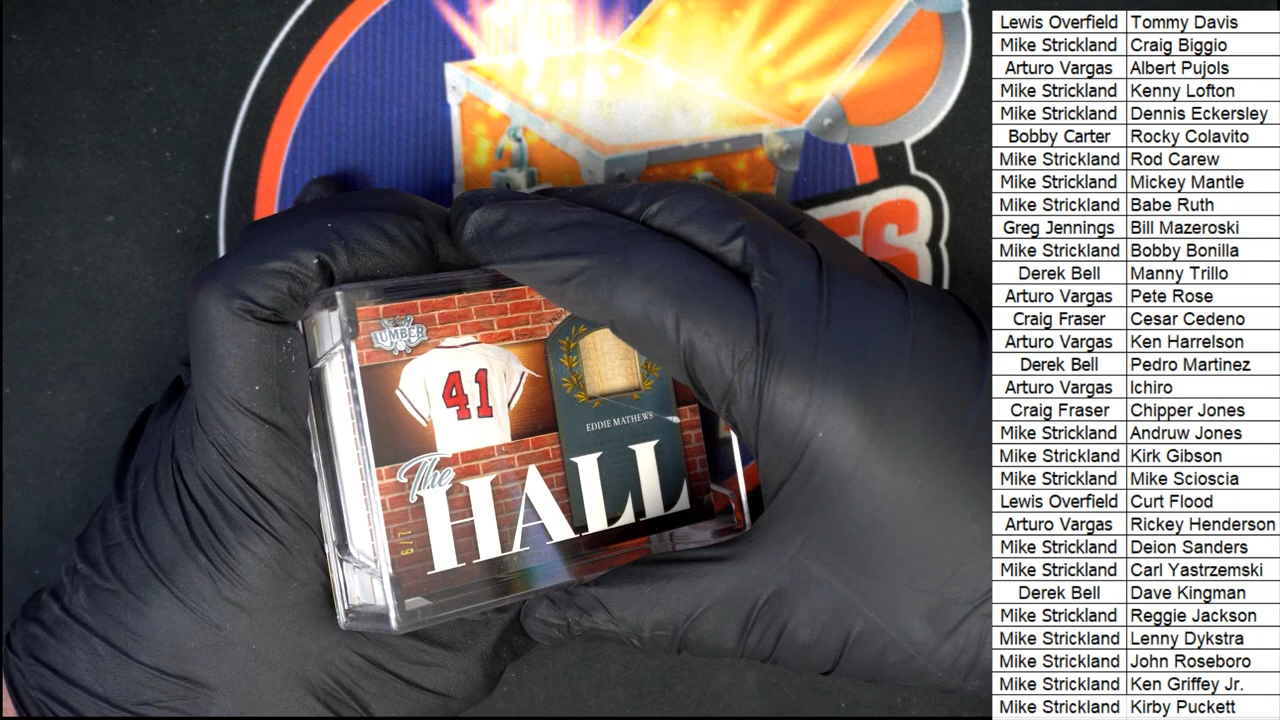 LUMBER
41
EDDIE MATHEWS
The
HALL
7/9
Lewis Overfield Tommy Davis
Mike Strickland Craig Biggio
Arturo Vargas Albert Pujols
Mike Strickland Kenny Lofton
Mike Strickland Dennis Eckersley
Bobby Carter Rocky Colavito
Mike Strickland Rod Carew
Mike Strickland Mickey Mantle
Mike Strickland Babe Ruth
Greg Jennings Bill Mazeroski
Mike Strickland Bobby Bonilla
Derek Bell Manny Trillo
Arturo Vargas Pete Rose
Craig Fraser Cesar Cedeno
Arturo Vargas Ken Harrelson
Derek Bell Pedro Martinez
Arturo Vargas Ichiro
Craig Fraser Chipper Jones
Mike Strickland Andruw Jones
Mike Strickland Kirk Gibson
Mike Strickland Mike Scioscia
Lewis Overfield Curt Flood
Arturo Vargas Rickey Henderson
Mike Strickland Deion Sanders
Mike Strickland Carl Yastrzemski
Derek Bell Dave Kingman
Mike Strickland Reggie Jackson
Mike Strickland Lenny Dykstra
Mike Strickland John Roseboro
Mike Strickland Ken Griffey Jr.
Mike Strickland Kirby Puckett